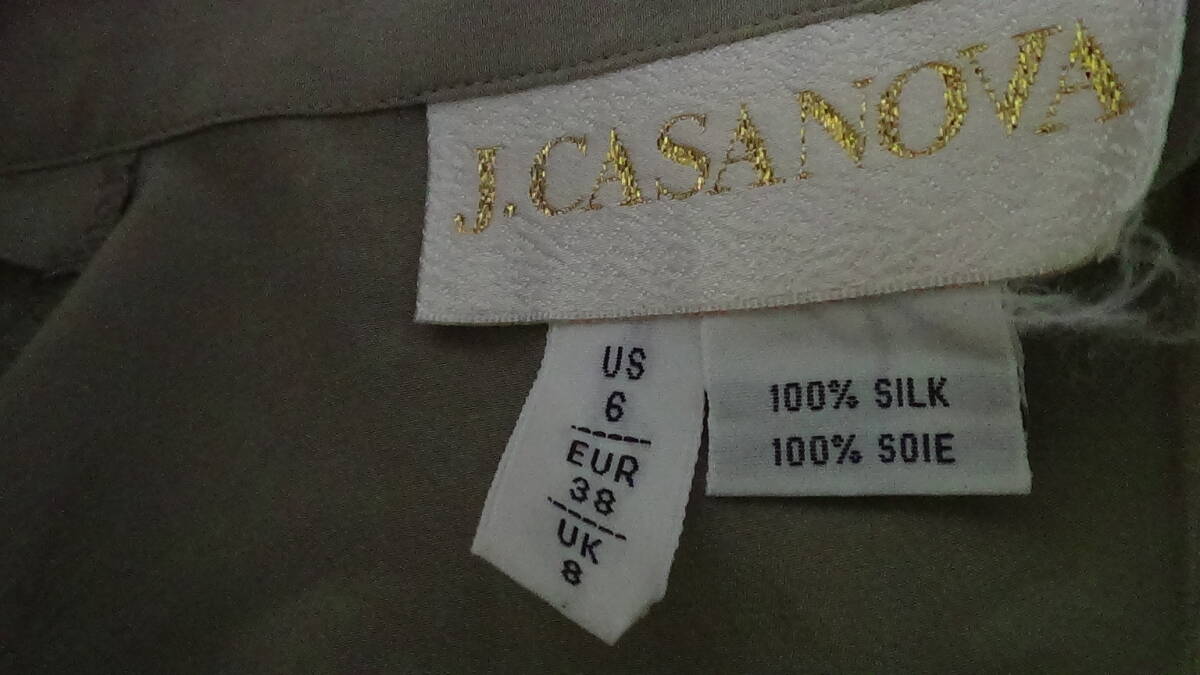 J.CASANOVA
US
6
EUR
38
UK
8
100% SILK
100% SOIE